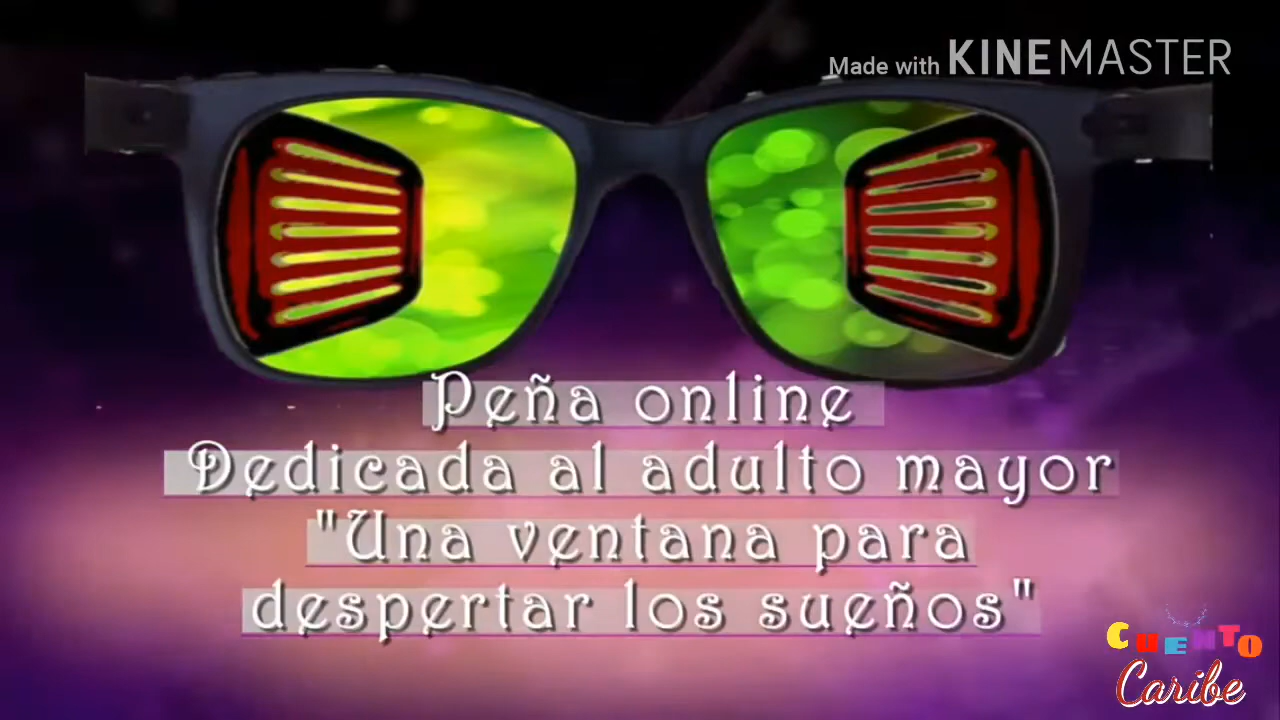 Made with KINEMASTER
Peña online
Dedicada al adulto mayor
"Una ventana para
despertar los sueños"
CUENTO
Caribe